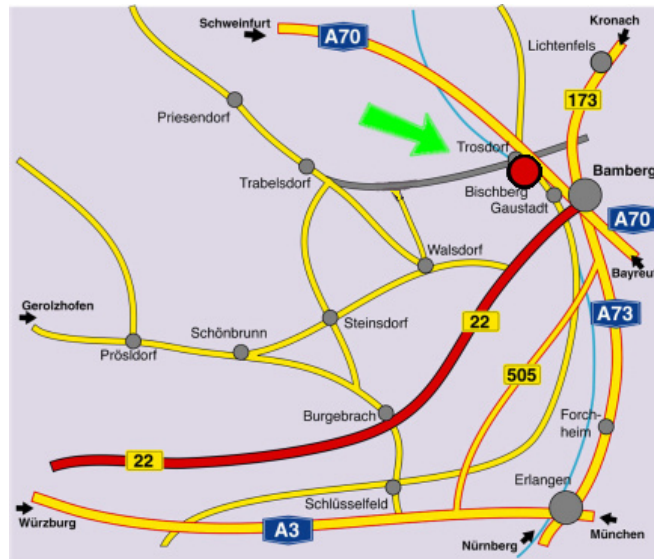 Schweinfurt
A70
Kronach
Lichtenfels
173
Priesendorf
Trosdorf
Trabelsdorf
Bamberg
Bischberg
Gaustadt
A70
Walsdorf
Bayreut
Gerolzhofen
Steinsdorf
22
A73
Schönbrunn
Prösldorf
505
Burgebrach
Forch-
heim
22
Erlangen
Schlüsselfeld
Würzburg
A3
München
Nürnberg